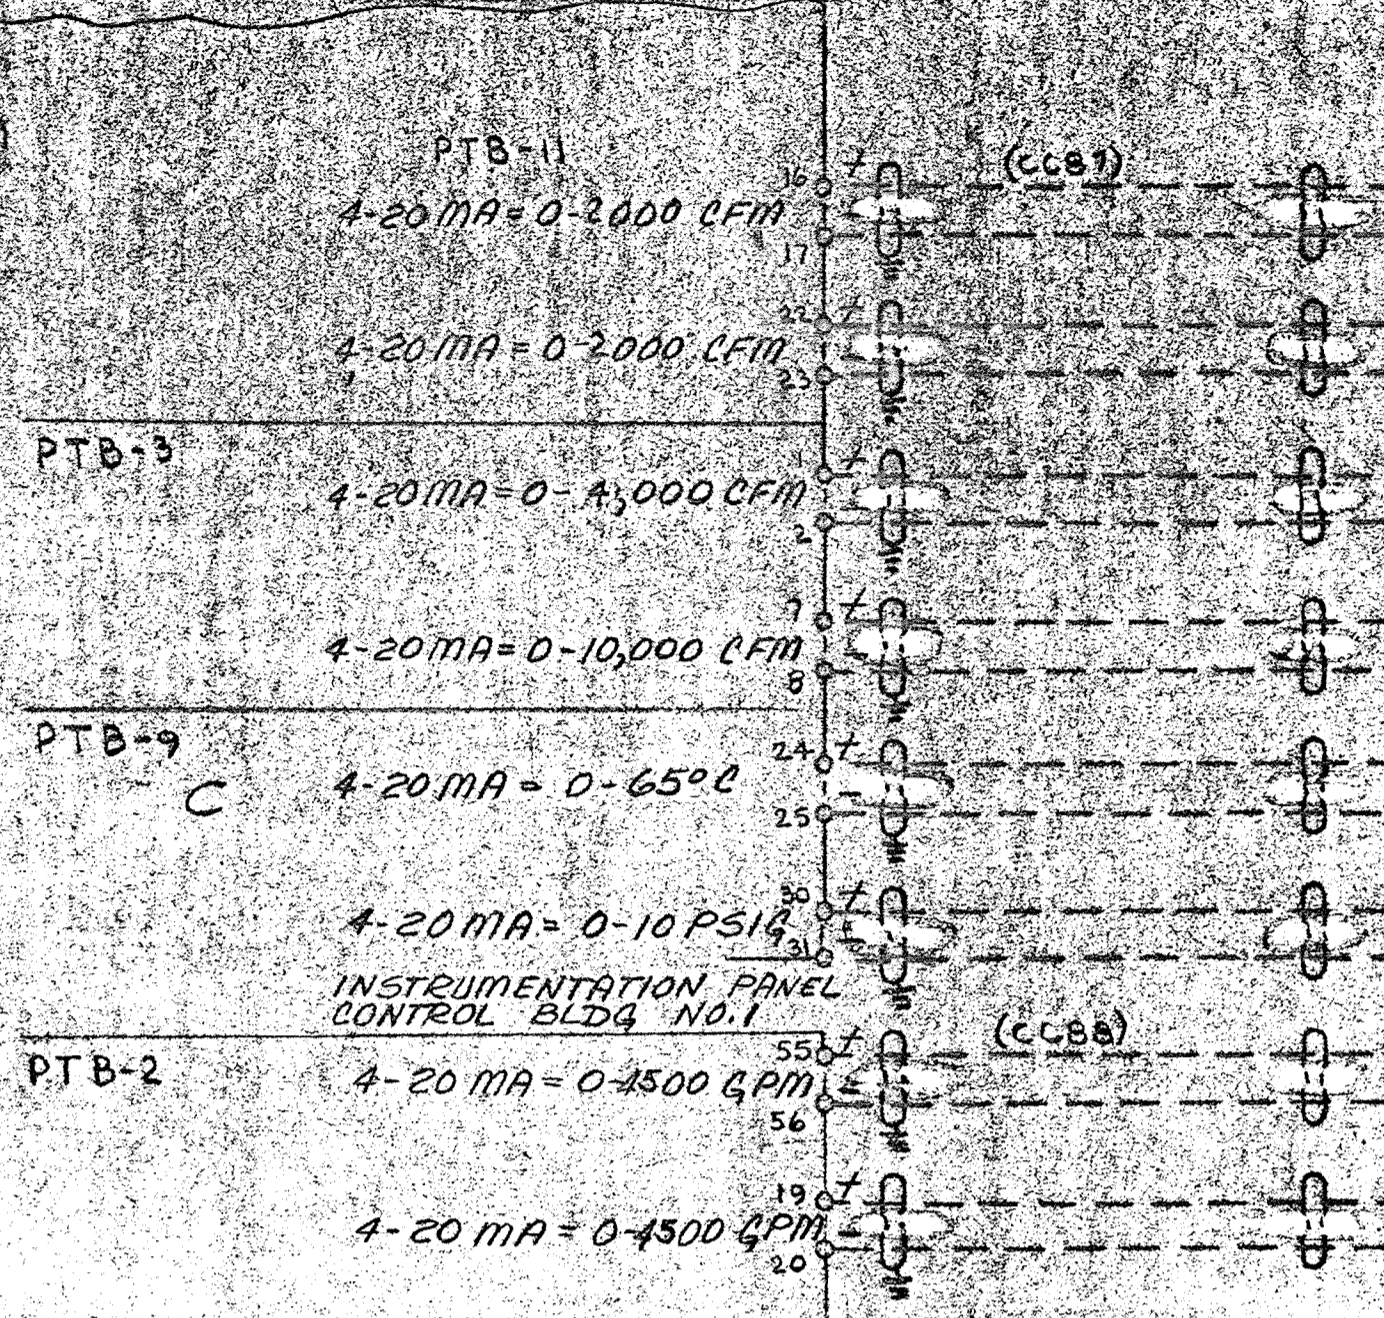 PTB-11
(CC87)
16 +
4-20 MA = 0-2000 CFM
17
22 +
4-20 MA = 0-2000 CFM
23
PTB-3
1 +
4-20 MA = 0-4,000 CFM
2
7 +
4-20 MA = 0-10,000 CFM
8
PTB-9
24 +
C 4-20 MA = 0-65°C
25 -
30 +
4-20 MA = 0-10 PSIG
31 -
INSTRUMENTATION PANEL
CONTROL BLDG NO. 1
(CC88)
55 +
PTB-2
4-20 MA = 0-1500 GPM -
56
19 +
4-20 MA = 0-1500 GPM -
20